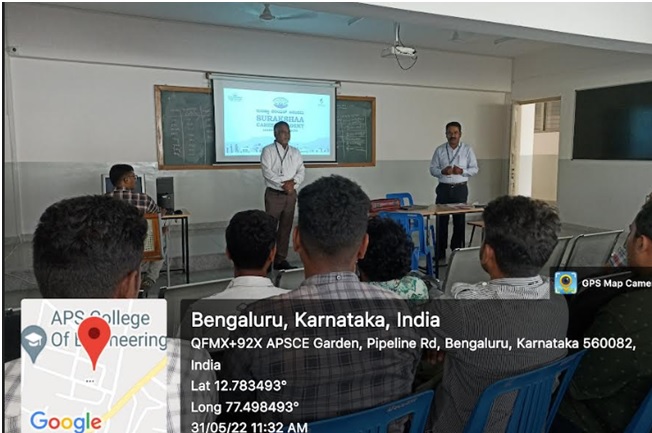 SURAKSHAA
GPS Map Came
APS College
Of Engineering
Google
Bengaluru, Karnataka, India
QFMX+92X APSCE Garden, Pipeline Rd, Bengaluru, Karnataka 560082,
India
Lat 12.783493°
Long 77.498493°
31/05/22 11:32 AM